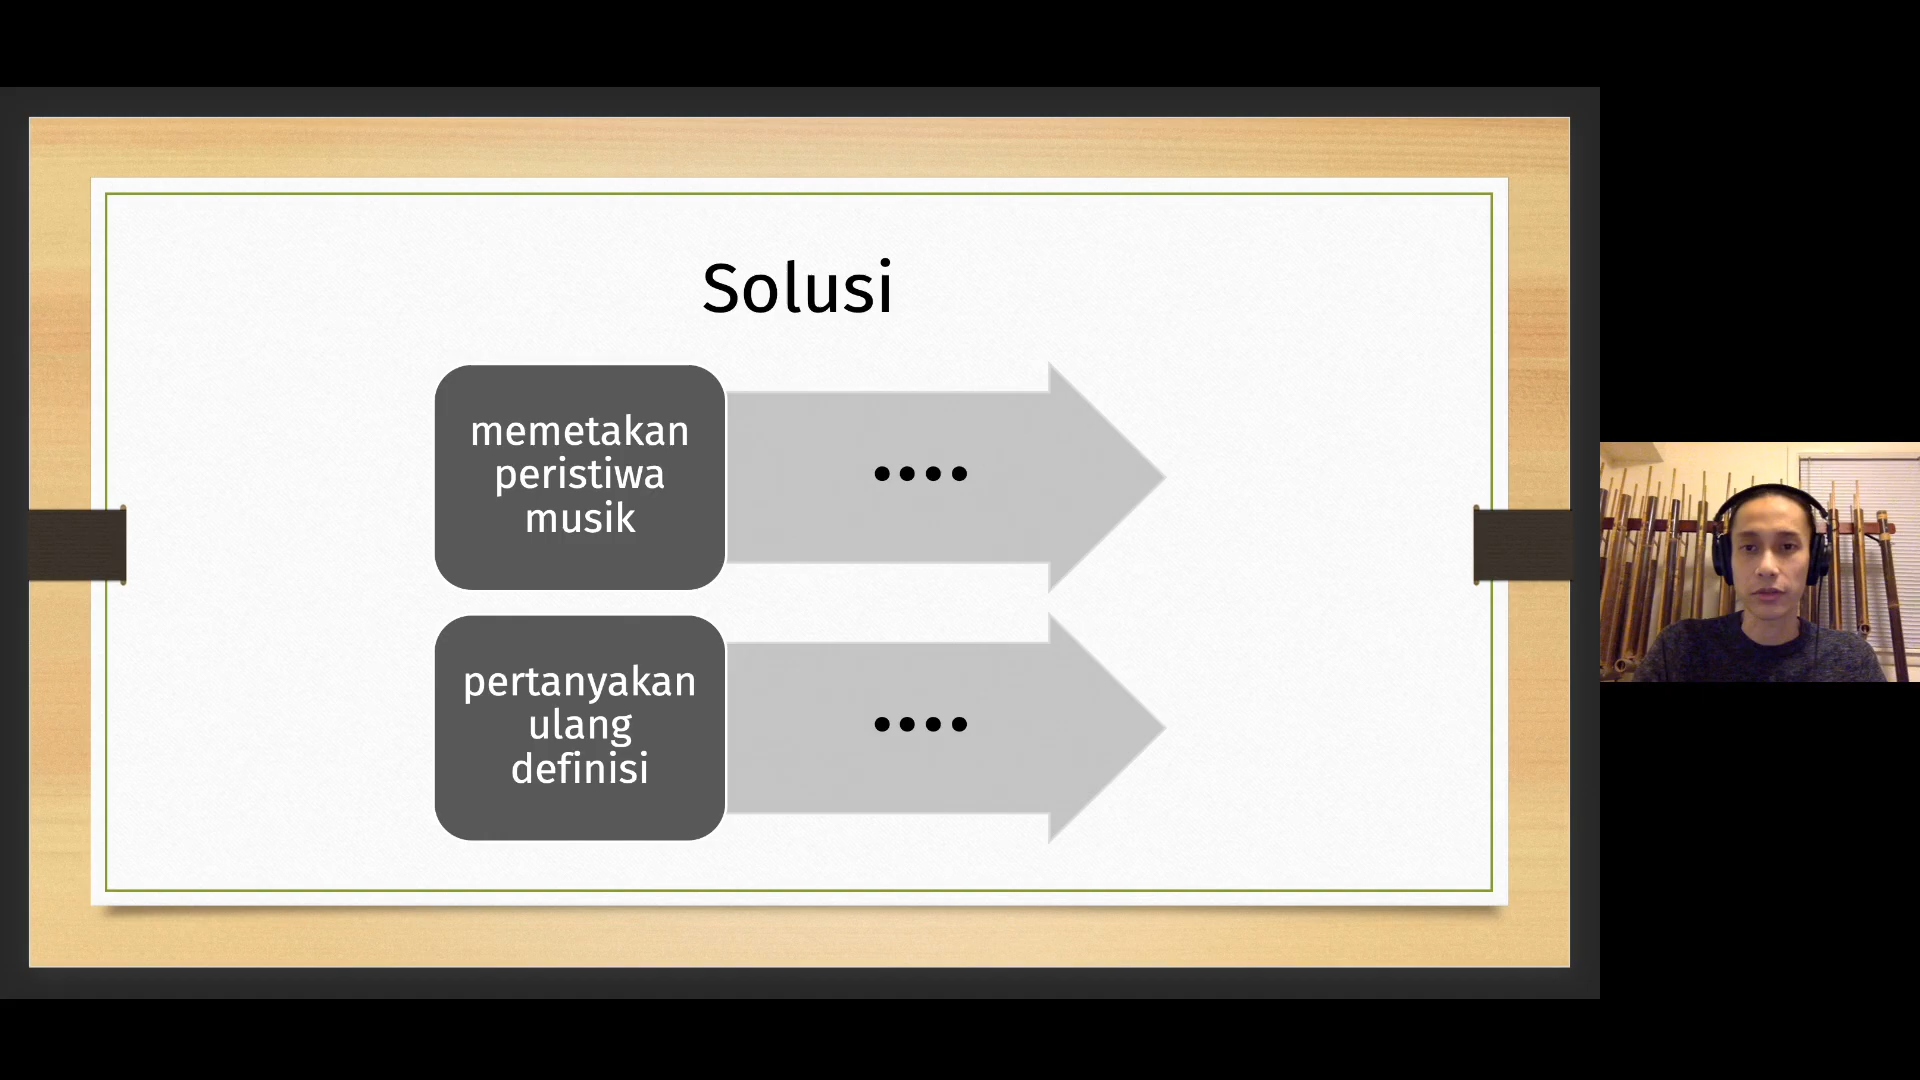 Solusi
memetakan
peristiwa
musik
••••
pertanyakan
ulang
definisi
••••